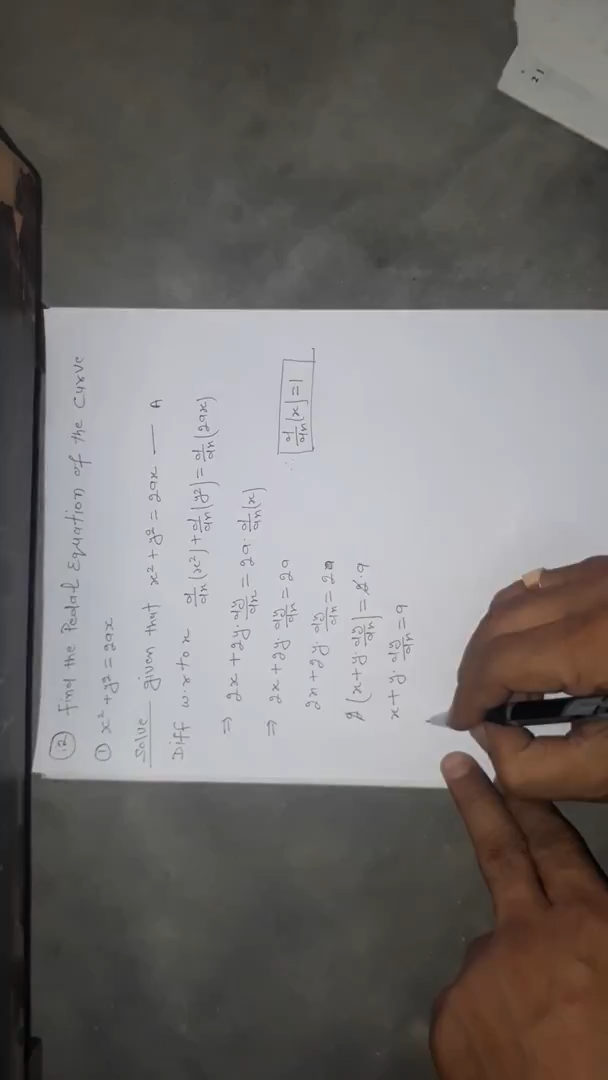 12 Find the Pedal Equation of the Curve
① x² + y² = 2ax
Solve given that x² + y² = 2ax — A
Diff w.r to x d/dx (x²) + d/dx (y²) = d/dx (2ax)
⇒ 2x + 2y. dy/dx = 2a. d/dx (x)
⇒ 2x + 2y. dy/dx = 2a ∵ d/dx (x) = 1
2x + 2y. dy/dx = 2a
2 (x + y. dy/dx) = 2. a
x + y. dy/dx = a
21